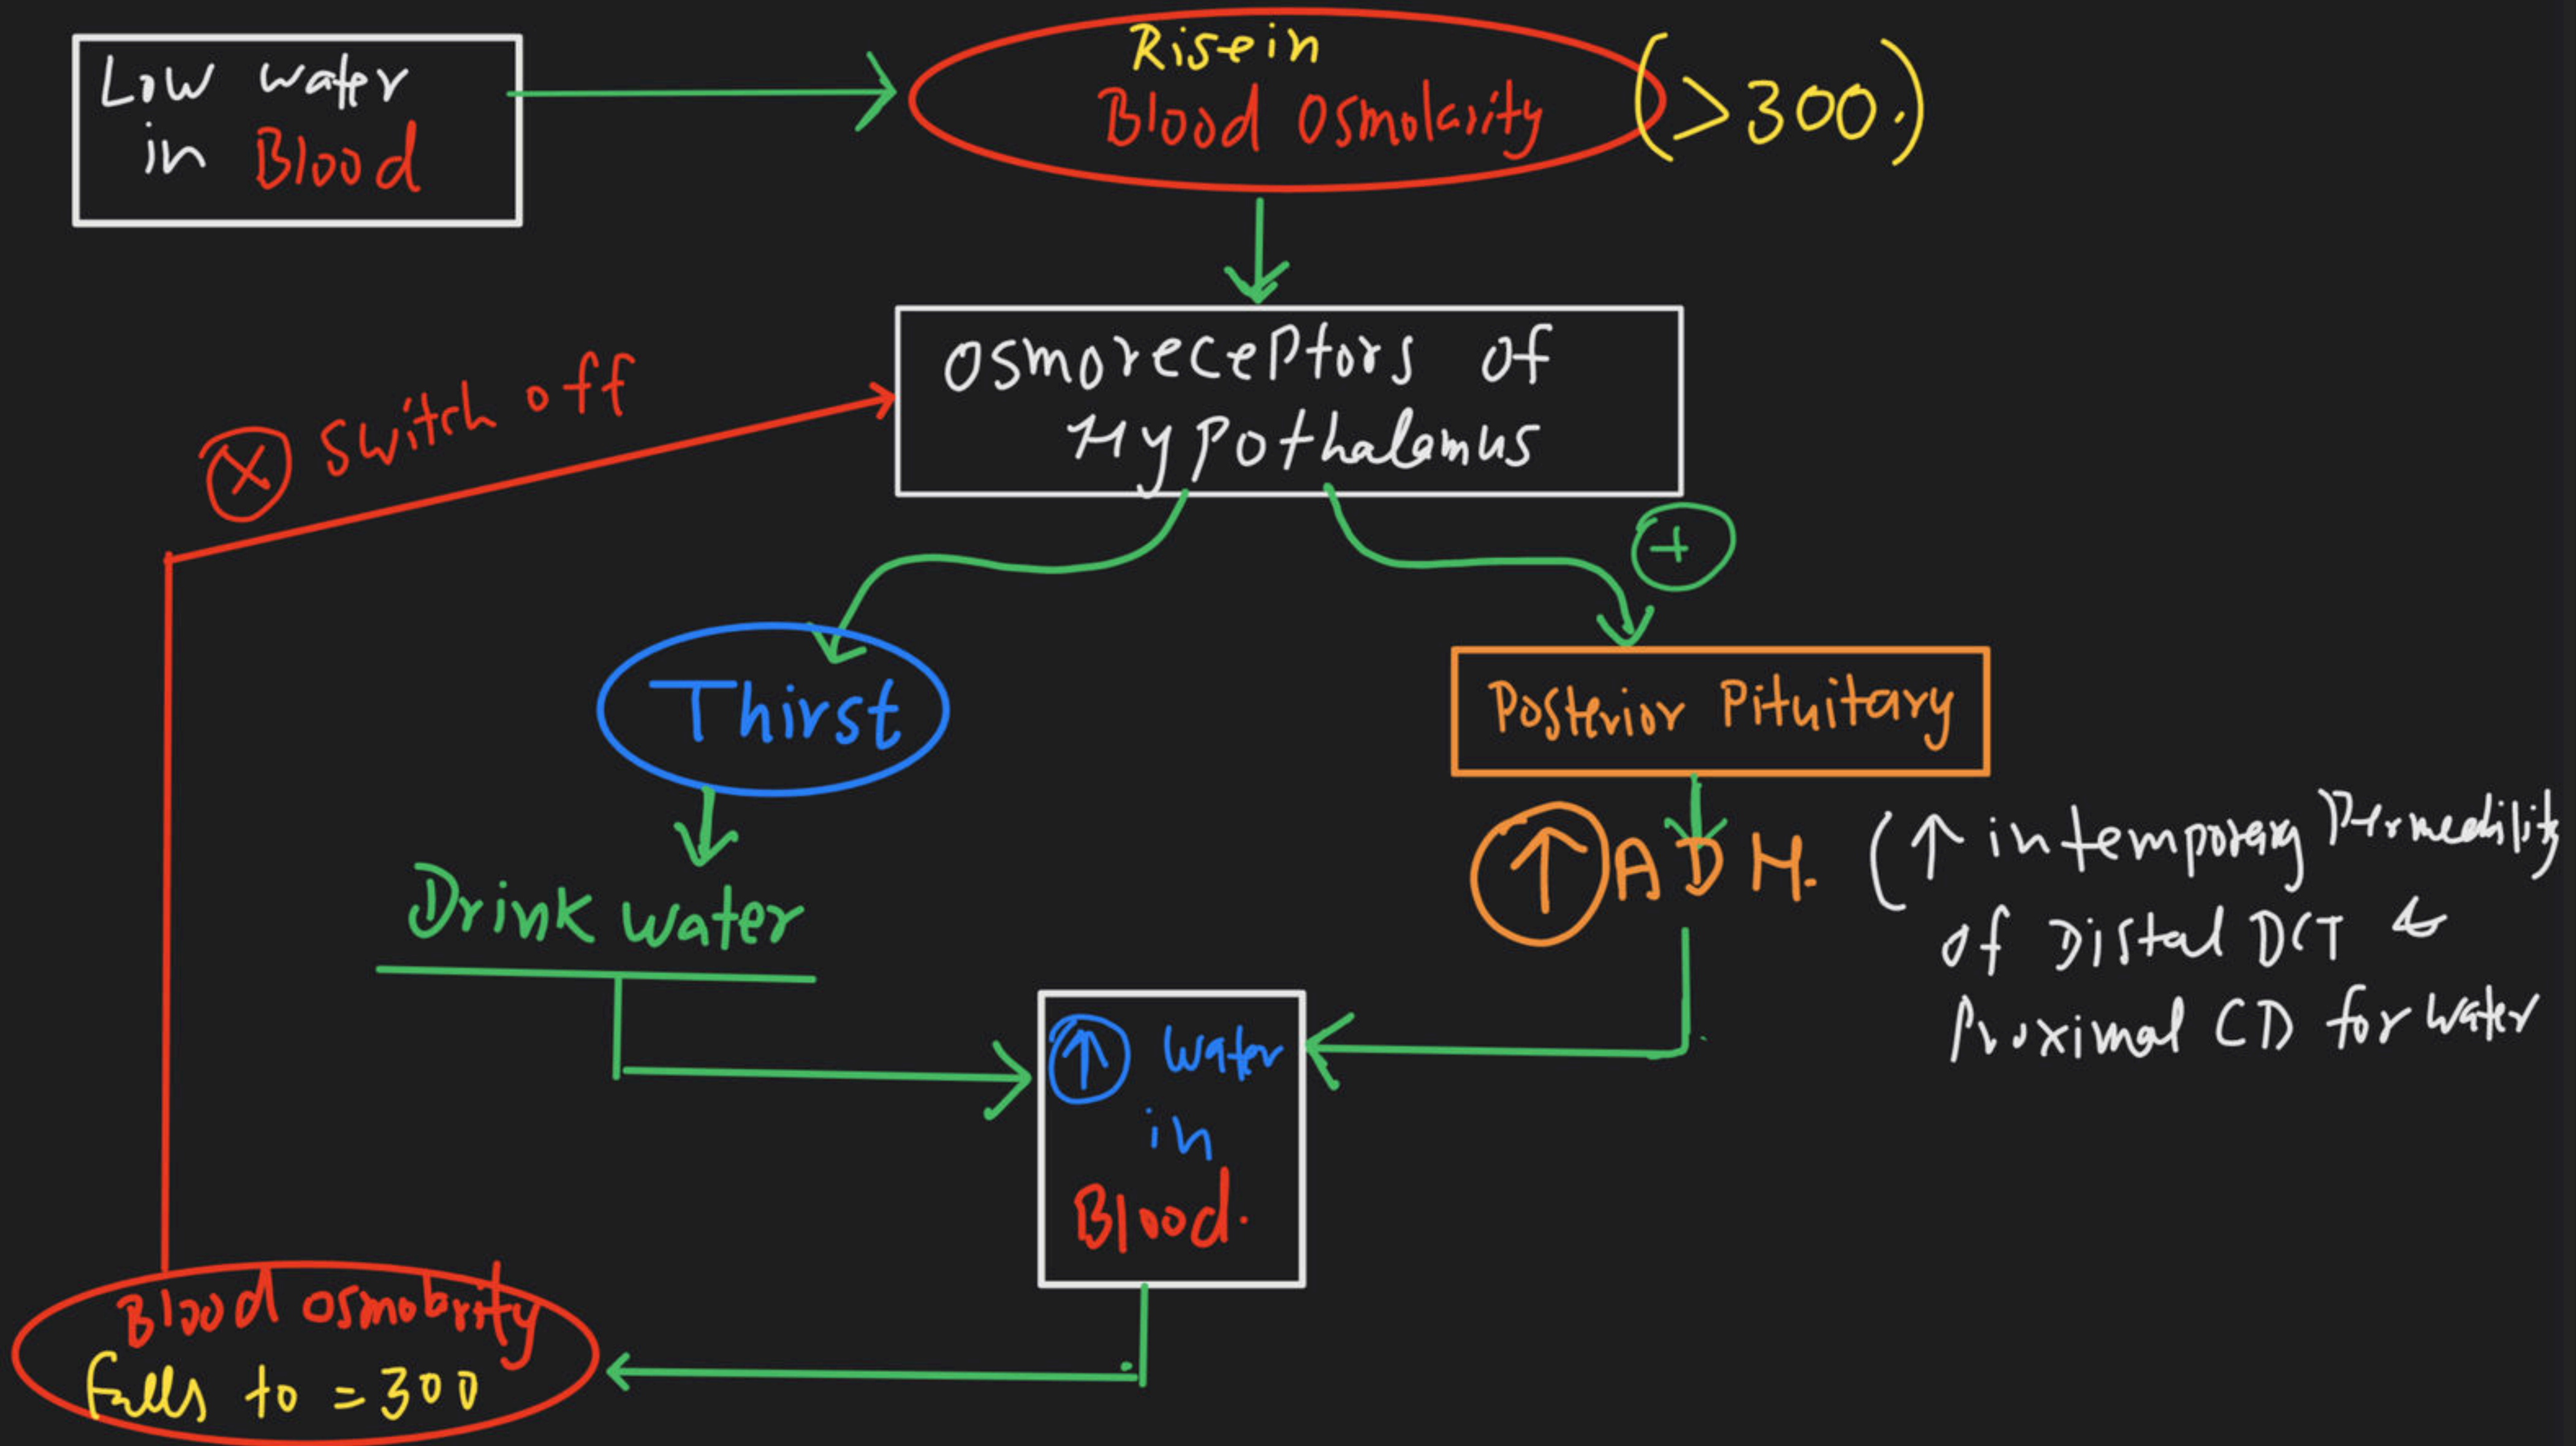 Low water
in Blood
Rise in
Blood Osmolarity
(>300.)
Osmoreceptors of
Hypothalamus
⊗ Switch off
+
Thirst
Posterior Pituitary
Drink water
↑ ADH.
(↑ in temporary Permeability
of Distal DCT &
Proximal CD for water
↑ Water
in
Blood.
Blood osmolarity
falls to = 300